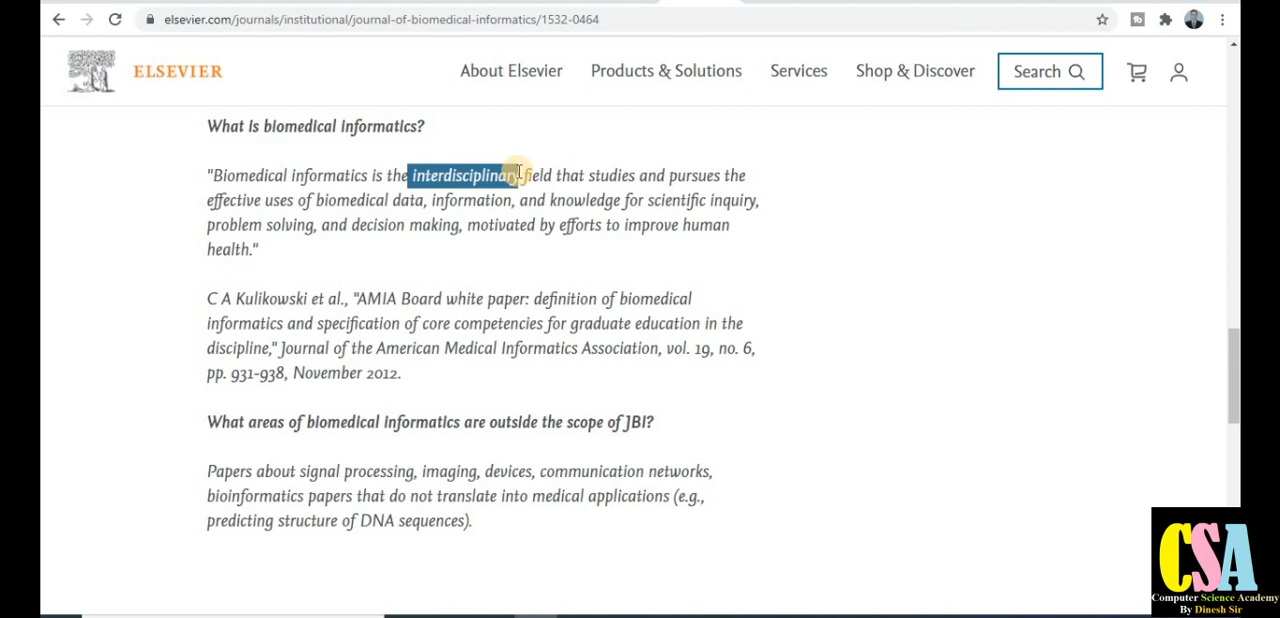 elsevier.com/journals/institutional/journal-of-biomedical-informatics/1532-0464
ELSEVIER
About Elsevier
Products & Solutions
Services
Shop & Discover
Search
What is biomedical informatics?
"Biomedical informatics is the interdisciplinary field that studies and pursues the
effective uses of biomedical data, information, and knowledge for scientific inquiry,
problem solving, and decision making, motivated by efforts to improve human
health."
C A Kulikowski et al., "AMIA Board white paper: definition of biomedical
informatics and specification of core competencies for graduate education in the
discipline," Journal of the American Medical Informatics Association, vol. 19, no. 6,
pp. 931-938, November 2012.
What areas of biomedical informatics are outside the scope of JBI?
Papers about signal processing, imaging, devices, communication networks,
bioinformatics papers that do not translate into medical applications (e.g.,
predicting structure of DNA sequences).
CSA
Computer Science Academy
By Dinesh Sir